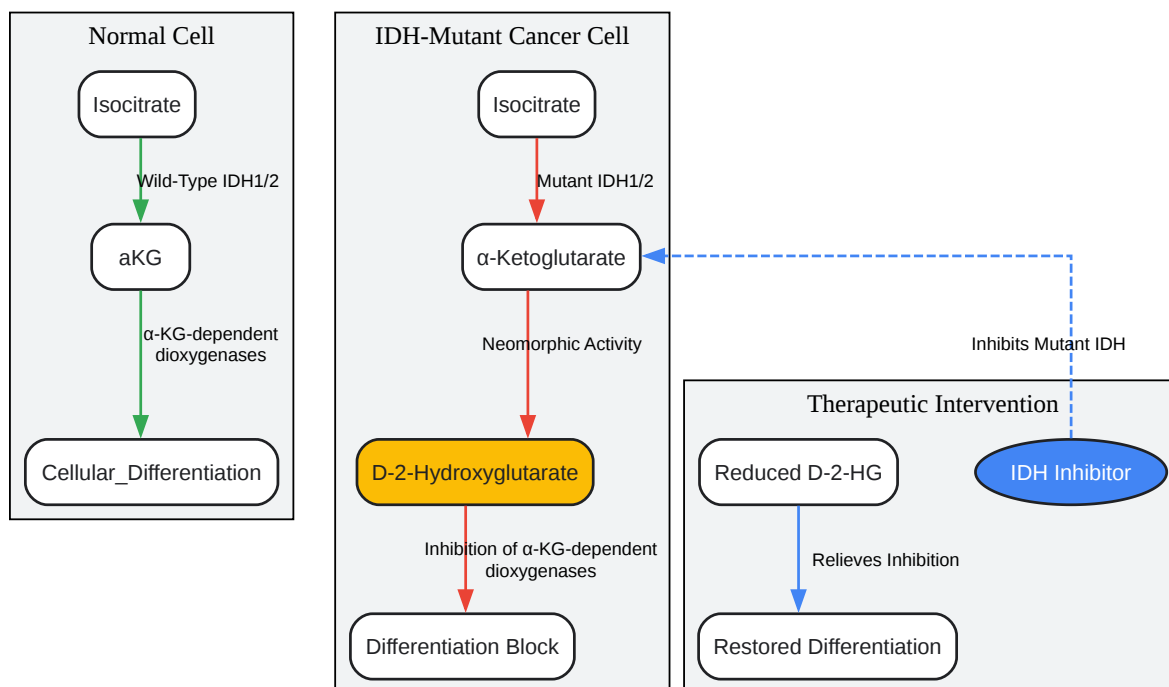 Normal Cell
Isocitrate
Wild-Type IDH1/2
aKG
α-KG-dependent
dioxygenases
Cellular_Differentiation
IDH-Mutant Cancer Cell
Isocitrate
Mutant IDH1/2
α-Ketoglutarate
Neomorphic Activity
D-2-Hydroxyglutarate
Inhibition of α-KG-dependent
dioxygenases
Differentiation Block
Inhibits Mutant IDH
Therapeutic Intervention
Reduced D-2-HG
IDH Inhibitor
Relieves Inhibition
Restored Differentiation